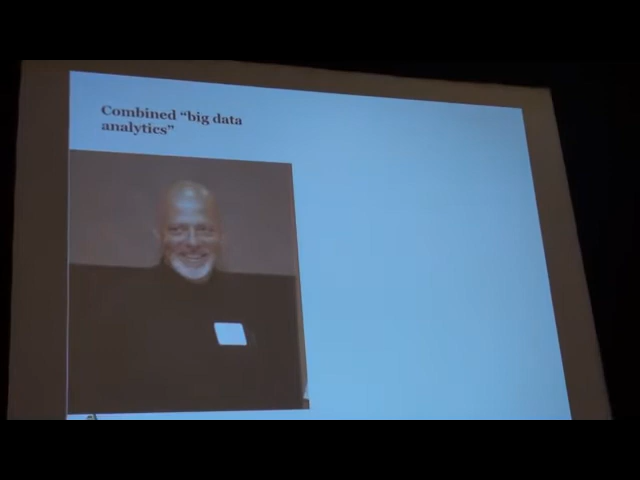 Combined “big data
analytics”